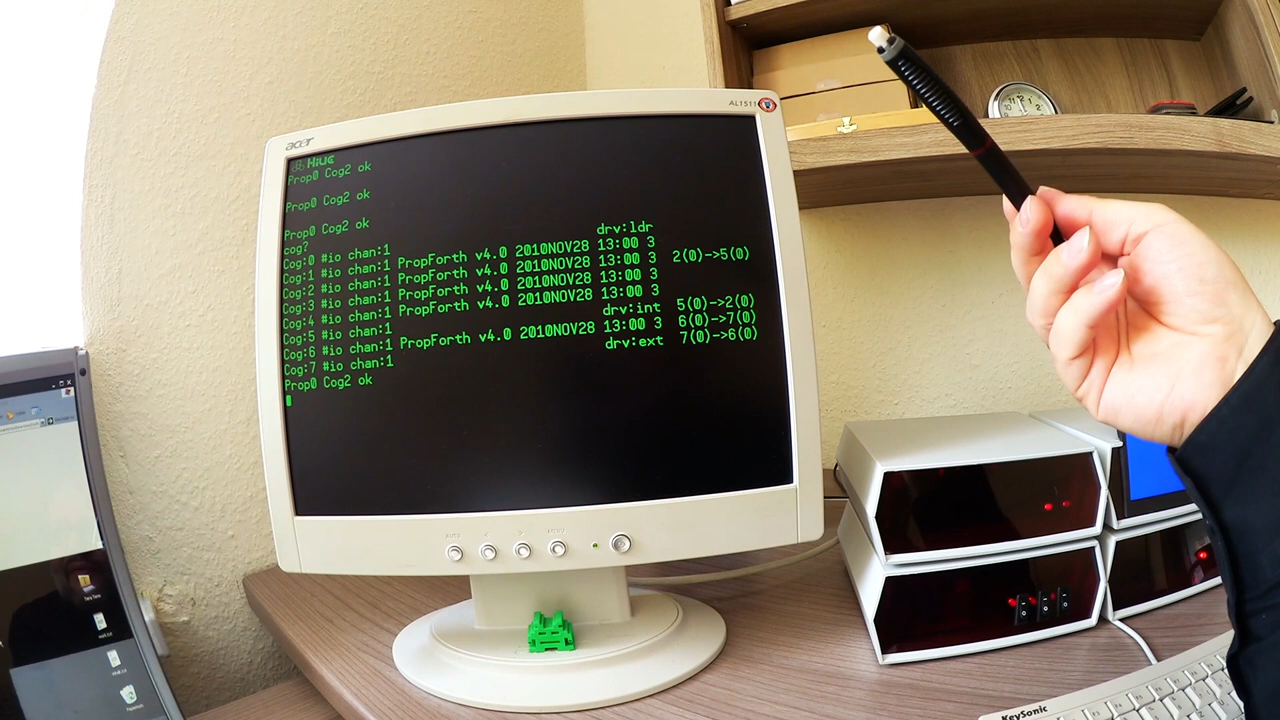 acer
AL1511
Prop0 Cog2 ok
Prop0 Cog2 ok
Prop0 Cog2 ok
cog?
Cog:0 #io chan:1 drv:ldr
Cog:1 #io chan:1 PropForth v4.0 2010NOV28 13:00 3
Cog:2 #io chan:1 PropForth v4.0 2010NOV28 13:00 3 2(0)->5(0)
Cog:3 #io chan:1 PropForth v4.0 2010NOV28 13:00 3
Cog:4 #io chan:1 PropForth v4.0 2010NOV28 13:00 3
Cog:5 #io chan:1 drv:int 5(0)->2(0)
Cog:6 #io chan:1 PropForth v4.0 2010NOV28 13:00 3 6(0)->7(0)
Cog:7 #io chan:1 drv:ext 7(0)->6(0)
Prop0 Cog2 ok
KeySonic